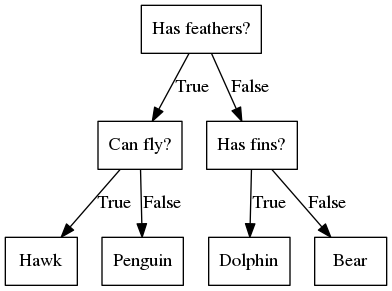 Has feathers?
True
False
Can fly?
Has fins?
True
False
True
False
Hawk
Penguin
Dolphin
Bear